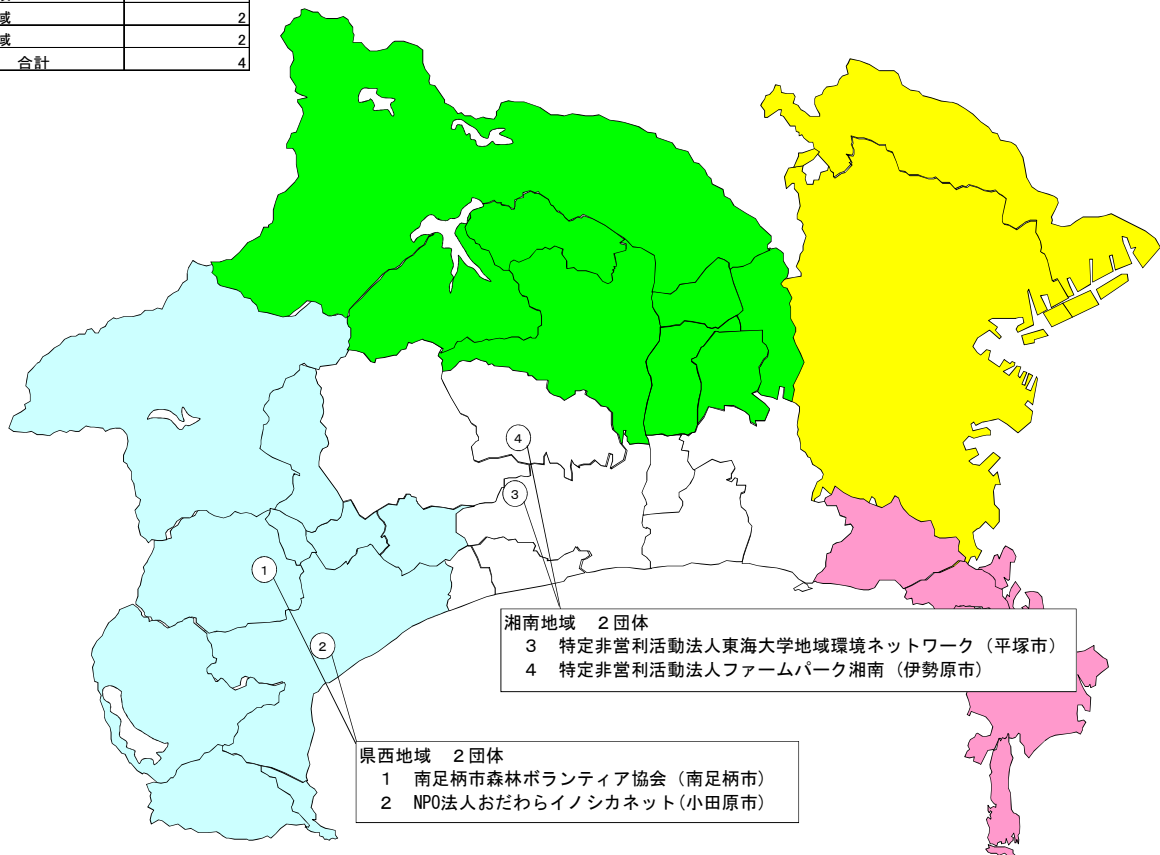 域 2
域 2
合計 4
4
3
1
2
湘南地域 2団体
3 特定非営利活動法人東海大学地域環境ネットワーク（平塚市）
4 特定非営利活動法人ファームパーク湘南（伊勢原市）
県西地域 2団体
1 南足柄市森林ボランティア協会（南足柄市）
2 NPO法人おだわらイノシカネット(小田原市)